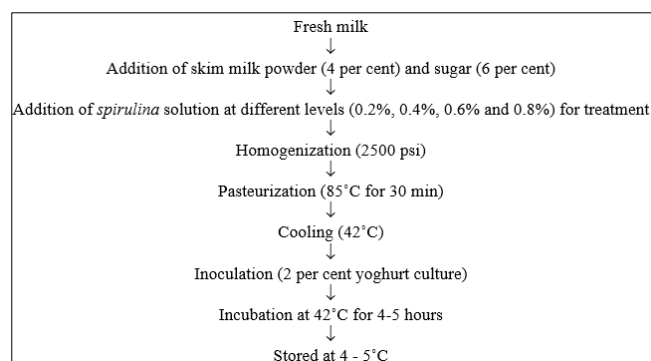 Fresh milk
↓
Addition of skim milk powder (4 per cent) and sugar (6 per cent)
↓
Addition of spirulina solution at different levels (0.2%, 0.4%, 0.6% and 0.8%) for treatment
↓
Homogenization (2500 psi)
↓
Pasteurization (85˚C for 30 min)
↓
Cooling (42˚C)
↓
Inoculation (2 per cent yoghurt culture)
↓
Incubation at 42˚C for 4-5 hours
↓
Stored at 4 - 5˚C